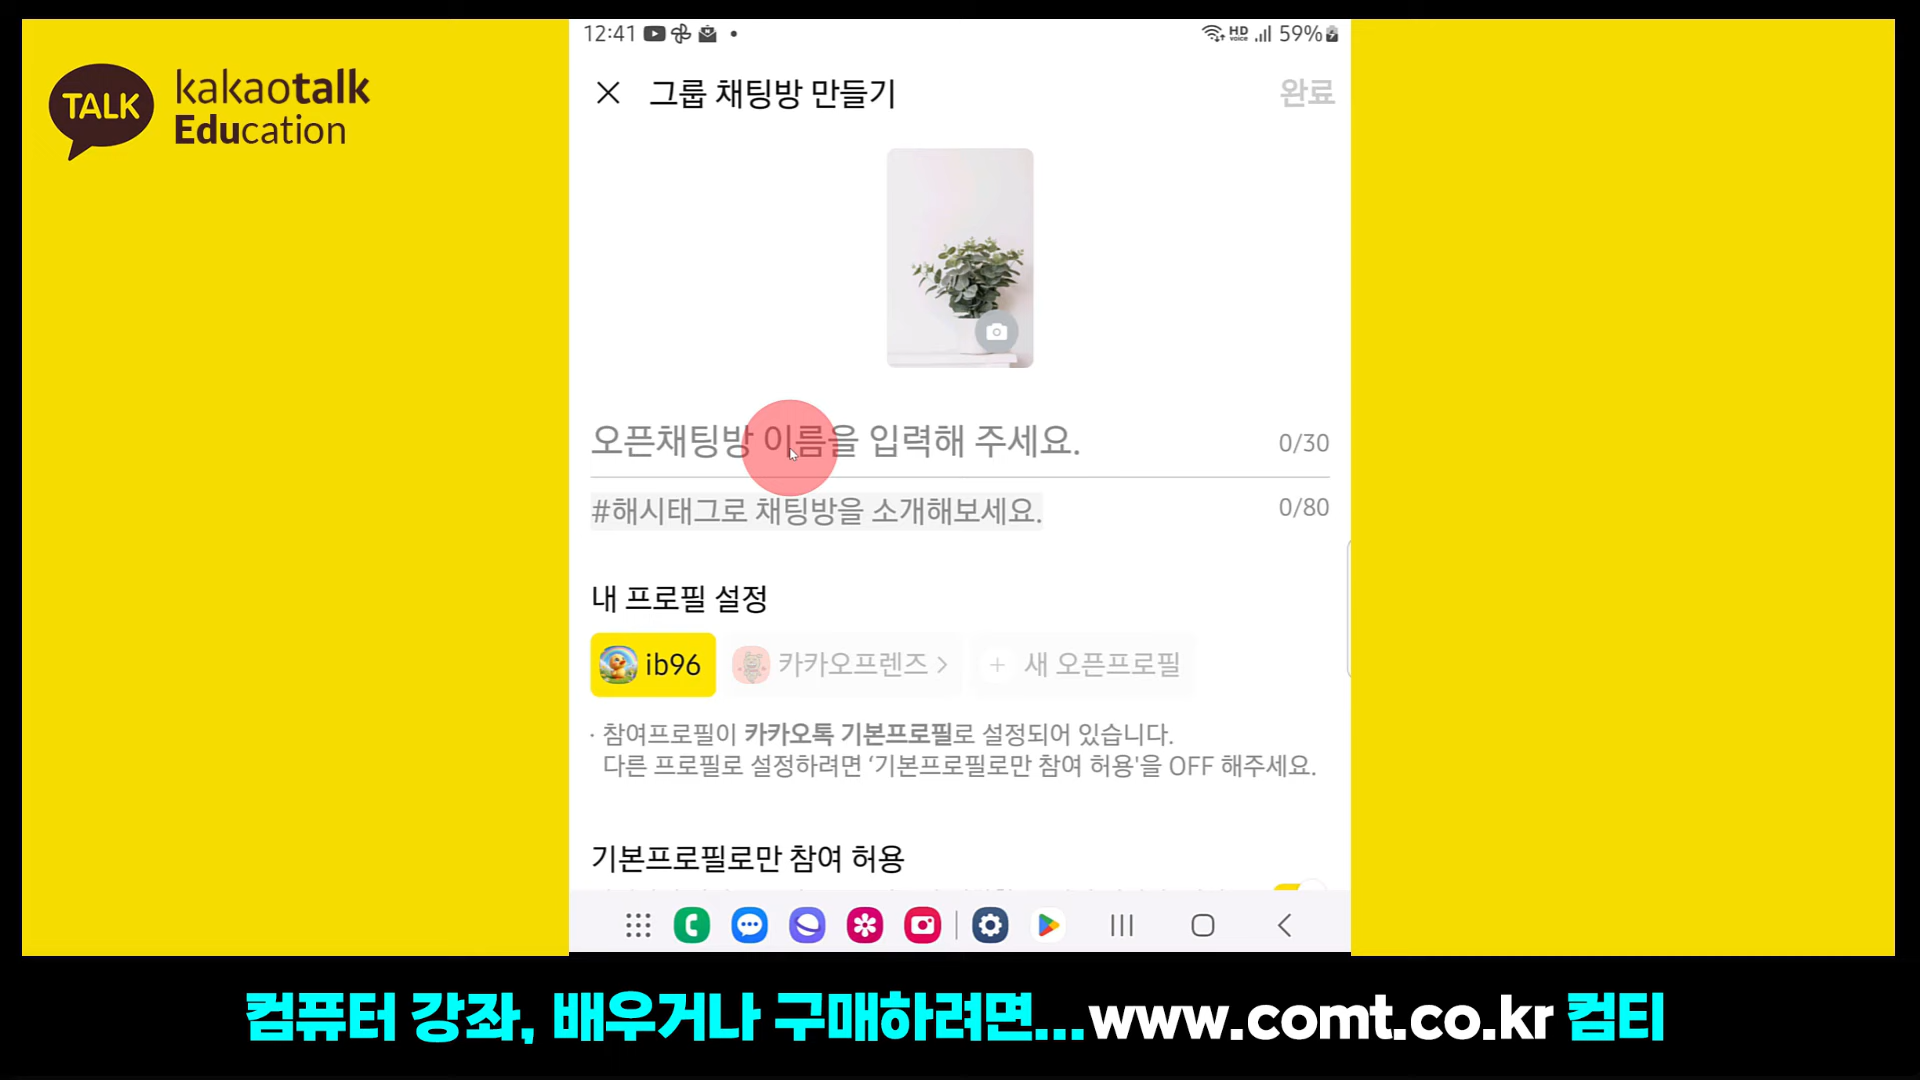 TALK
kakaotalk
Education
12:41
HD voice
59%
그룹 채팅방 만들기
완료
오픈채팅방 이름을 입력해 주세요.
0/30
#해시태그로 채팅방을 소개해보세요.
0/80
내 프로필 설정
ib96
카카오프렌즈 >
+ 새 오픈프로필
· 참여프로필이 카카오톡 기본프로필로 설정되어 있습니다.
다른 프로필로 설정하려면 ‘기본프로필로만 참여 허용'을 OFF 해주세요.
기본프로필로만 참여 허용
컴퓨터 강좌, 배우거나 구매하려면...www.comt.co.kr 컴티